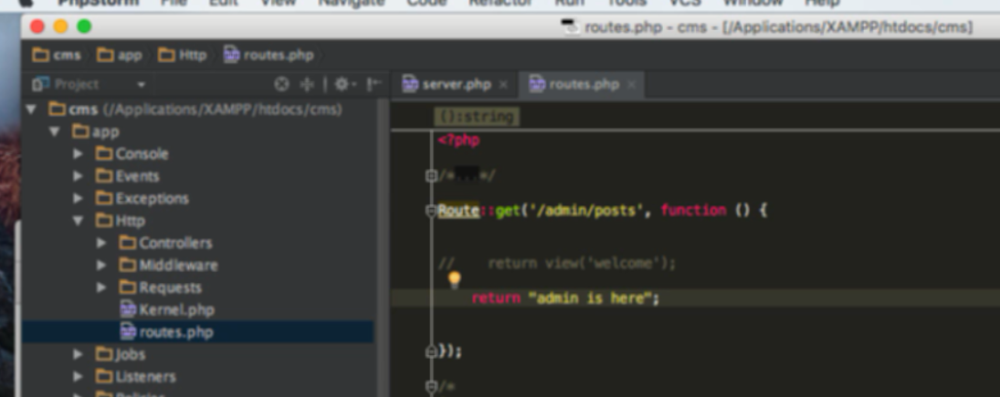 PhpStorm File Edit View Navigate Code Refactor Run Tools VCS Window Help
routes.php - cms - [/Applications/XAMPP/htdocs/cms]
cms app Http routes.php
Project server.php routes.php
cms (/Applications/XAMPP/htdocs/cms)
():string
app
<?php
Console
Events
/*...*/
Exceptions
Route::get('/admin/posts', function () {
Http
Controllers
Middleware
// return view('welcome');
Requests
return "admin is here";
Kernel.php
routes.php
Jobs
});
Listeners
/*
Policies